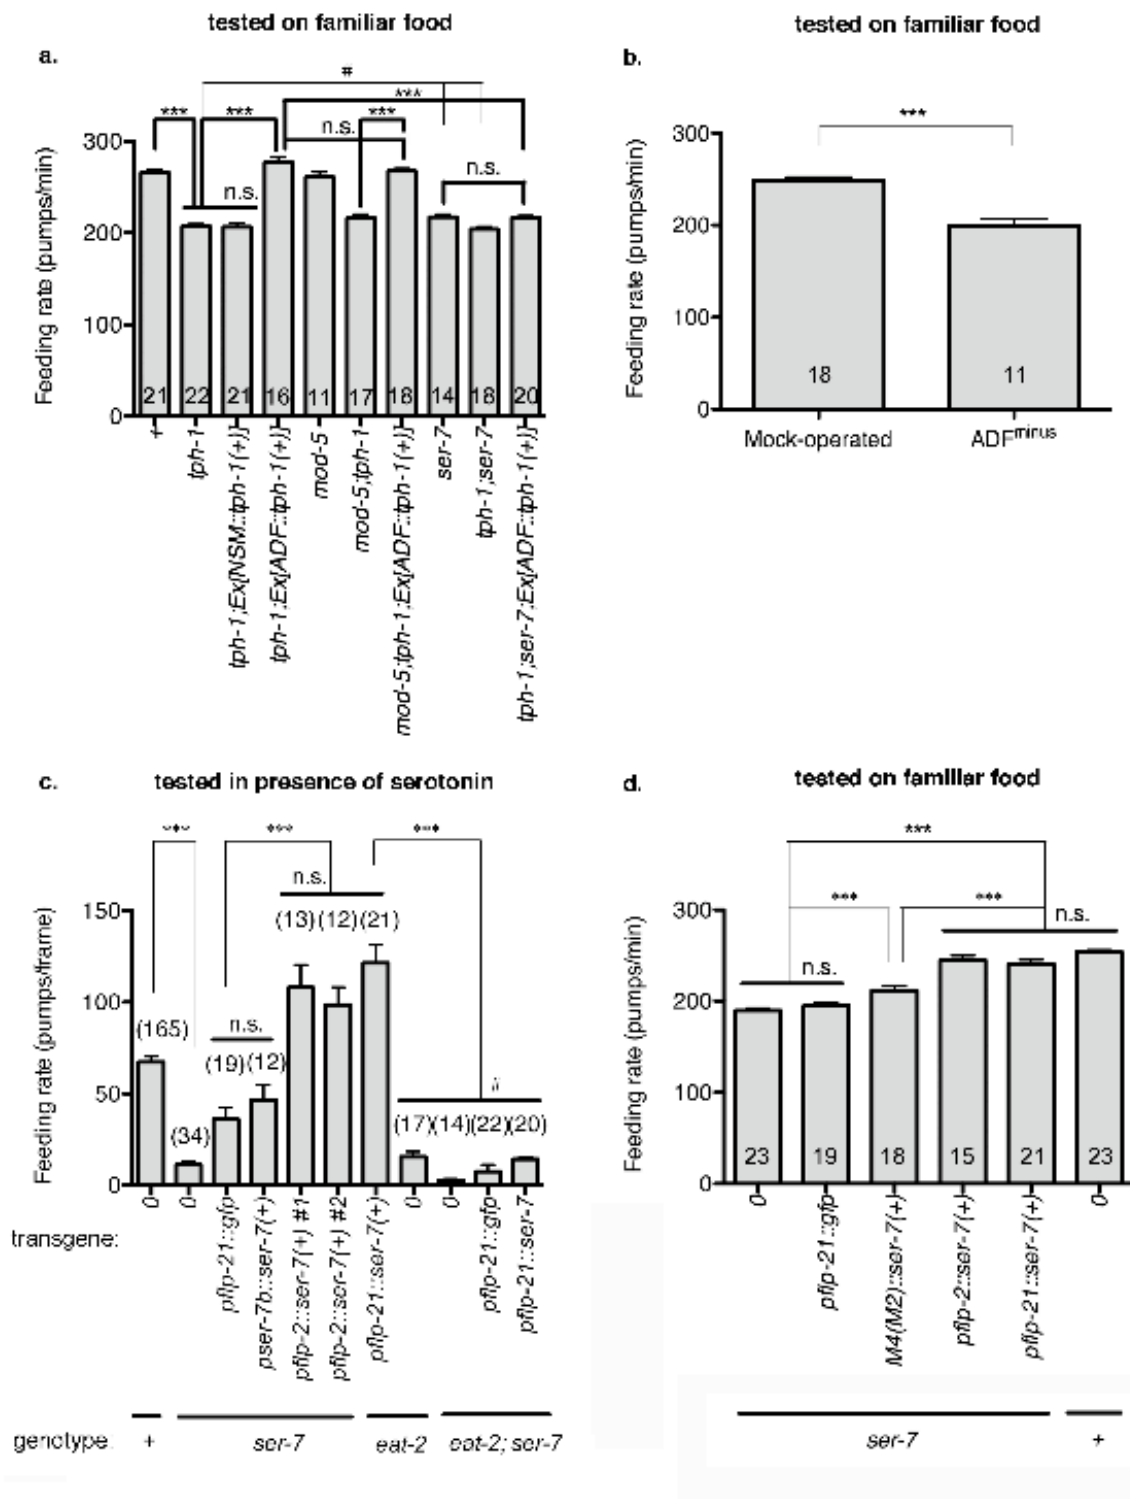 tested on familiar food
a.
#
***
***
***
***
n.s.
n.s.
n.s.
300
200
100
0
Feeding rate (pumps/min)
21
22
21
16
11
17
18
14
18
20
+
tph-1
tph-1;Ex[NSM::tph-1(+)]
tph-1;Ex[ADF::tph-1(+)]
mod-5
mod-5;tph-1
mod-5;tph-1;Ex[ADF::tph-1(+)]
ser-7
tph-1;ser-7
tph-1;ser-7;Ex[ADF::tph-1(+)]
tested on familiar food
b.
***
300
200
100
0
Feeding rate (pumps/min)
18
11
Mock-operated
ADFminus
c.
tested in presence of serotonin
***
***
***
n.s.
(13)(12)(21)
n.s.
(165)
(19)(12)
(34)
#
(17)(14)(22)(20)
150
100
50
0
Feeding rate (pumps/frame)
transgene:
0
0
pflp-21::gfp
pser-7b::ser-7(+)
pflp-2::ser-7(+) #1
pflp-2::ser-7(+) #2
pflp-21::ser-7(+)
0
0
pflp-21::gfp
pflp-21::ser-7
genotype:
+
ser-7
eat-2
eat-2; ser-7
d.
tested on familiar food
***
***
***
n.s.
n.s.
300
200
100
0
Feeding rate (pumps/min)
23
19
18
15
21
23
0
pflp-21::gfp
M4(M2)::ser-7(+)
pflp-2::ser-7(+)
pflp-21::ser-7(+)
0
ser-7
+